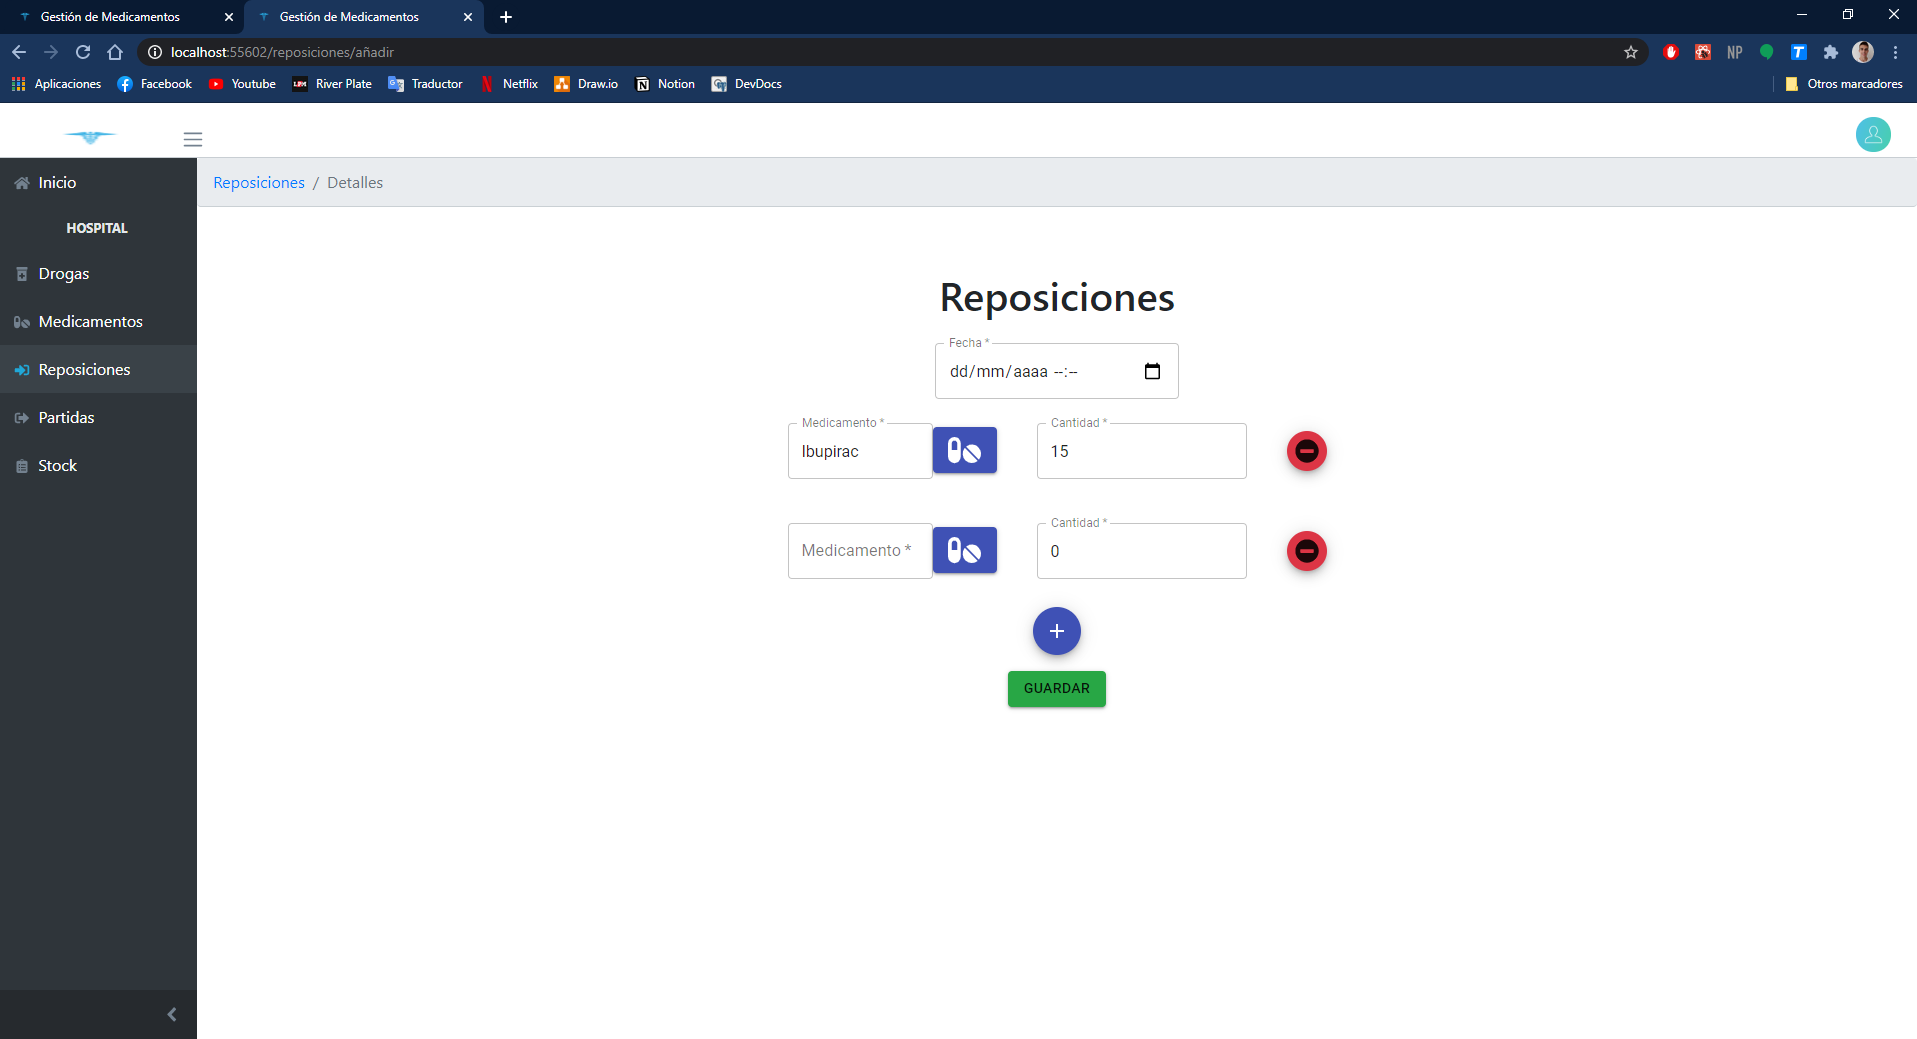 Gestión de Medicamentos
Gestión de Medicamentos
localhost:55602/reposiciones/añadir
NP
T
Aplicaciones
Facebook
Youtube
LPM
River Plate
Traductor
Netflix
Draw.io
Notion
DevDocs
Otros marcadores
Inicio
HOSPITAL
Drogas
Medicamentos
Reposiciones
Partidas
Stock
Reposiciones / Detalles
Reposiciones
Fecha *
dd/mm/aaaa --:--
Medicamento *
Ibupirac
Cantidad *
15
Medicamento *
Cantidad *
0
+
GUARDAR